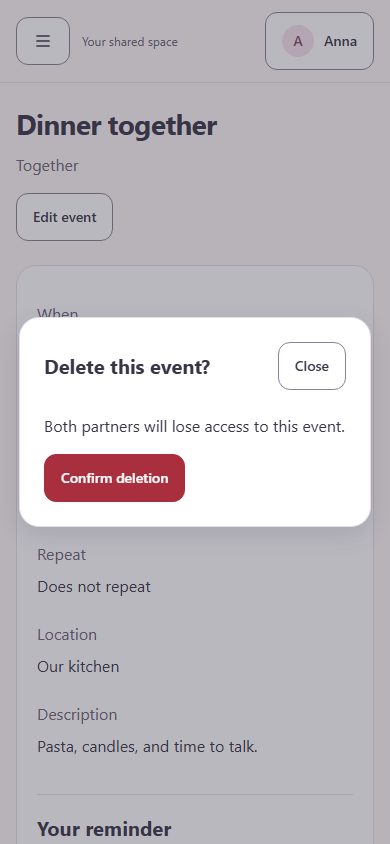 Your shared space
A
Anna
Dinner together
Together
Edit event
When
Delete this event?
Close
Both partners will lose access to this event.
Confirm deletion
Repeat
Does not repeat
Location
Our kitchen
Description
Pasta, candles, and time to talk.
Your reminder